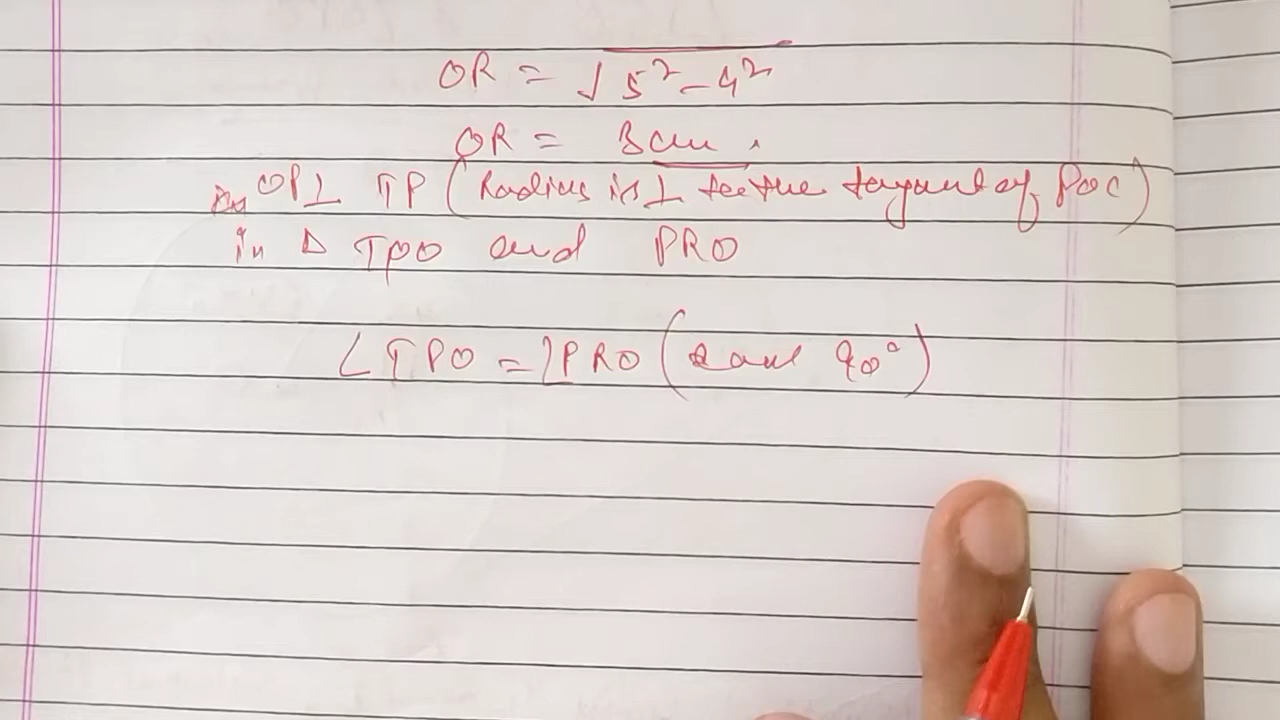 OR = √5²-4²
OR = 3cm.
OP⊥ TP (Radius is ⊥ to the tangent of POC)
in Δ TPO and PRO
∠TPO = ∠PRO (each 90°)